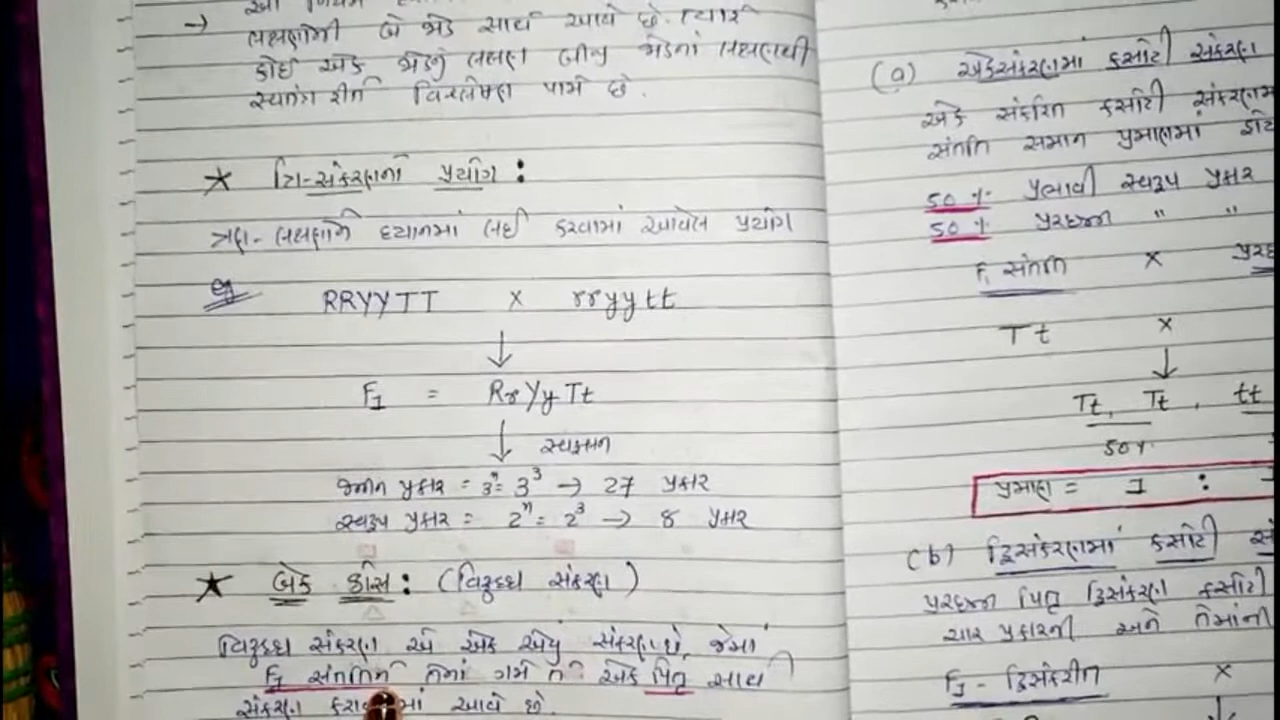 → લક્ષણોની બે જોડ સાથે આવે છે. ત્યારે
કોઈ એક જોડનું લક્ષણ બીજી જોડનાં લક્ષણથી
સ્વતંત્ર રીતે વિશ્લેષણ પામે છે.
★ ત્રિ-સંકરણનો પ્રયોગ :
ત્રણ- લક્ષણોને ધ્યાનમાં લઈ કરવામાં આવેલ પ્રયોગ
eg RRYYTT × rryytt
↓
F1 = RrYyTt
↓ સ્વફલન
જનીન પ્રકાર = 3ⁿ = 3³ → 27 પ્રકાર
સ્વરૂપ પ્રકાર = 2ⁿ = 2³ → 8 પ્રકાર
★ બેક ક્રોસ : (વિરુદ્ધ સંકરણ)
વિરુદ્ધ સંકરણ એ એક એવું સંકરણ છે, જેમાં
F1 સંતતિને તેમાં ગમે તે એક પિતૃ સાથે
સંકરણ આવે છે.
(a) એકસંકરણમાં કસોટી સંકરણ
એક સંકરિત કસોટી સંકરણમાં
સંતતિ સમાન પ્રમાણમાં
50 % પ્રભાવી સ્વરૂપ પ્રકાર
50 % પ્રચ્છન્ન " "
F1 સંતતિ ×
Tt ×
↓
Tt, Tt, tt
50%
પ્રમાણ = 1 :
(b) દ્વિસંકરણમાં કસોટી
પ્રચ્છન્ન પિતૃ દ્વિસંકરણ કસોટી
ચાર પ્રકારની અને તેમાંની
F1 - દ્વિસંકરીત ×